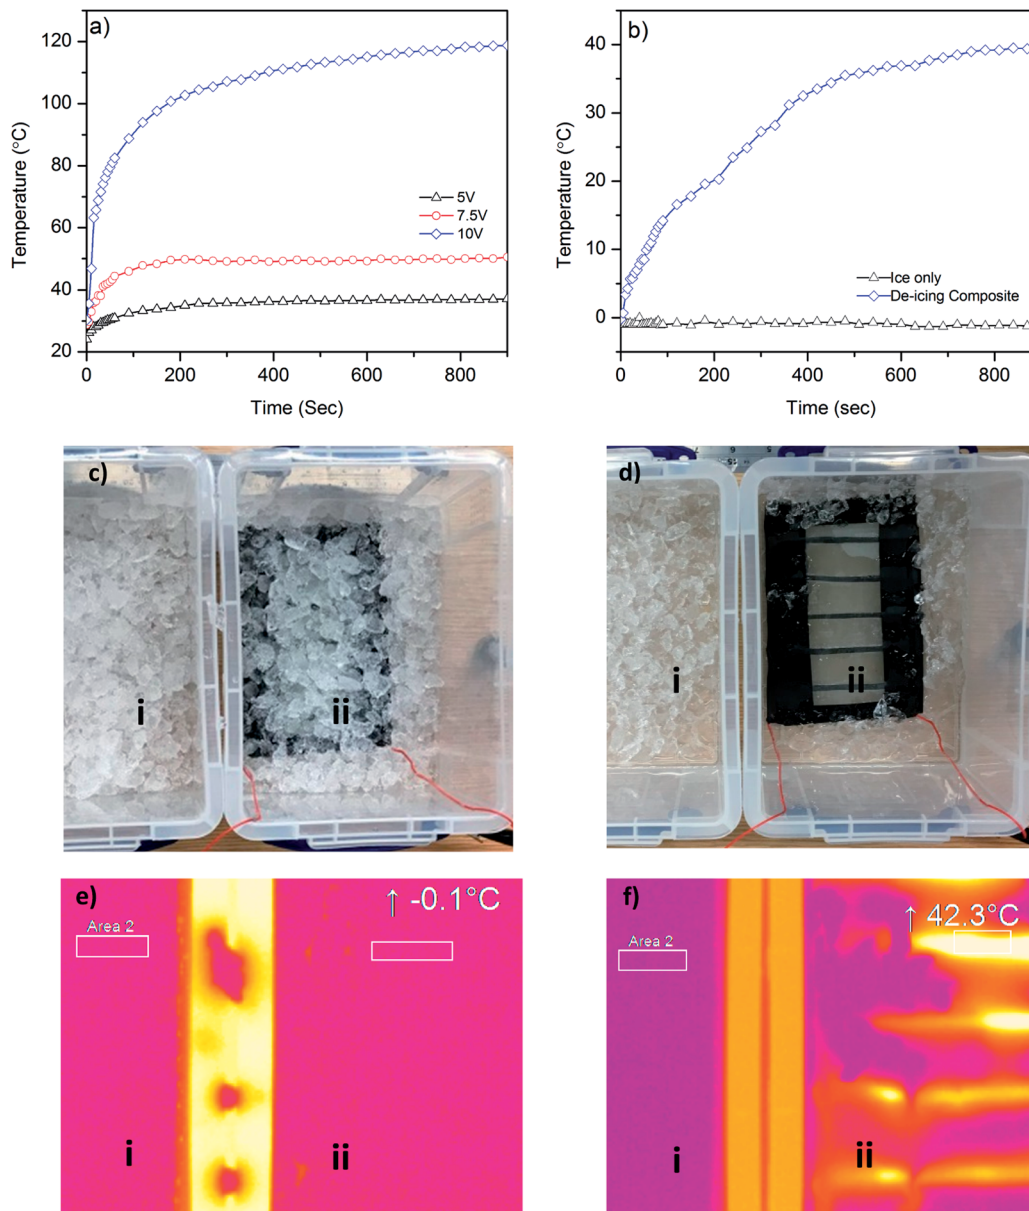 a)
120
100
80
60
40
20
Temperature (°C)
5V
7.5V
10V
0
200
400
600
800
Time (Sec)
b)
40
30
20
10
0
Temperature (°C)
Ice only
De-icing Composite
0
200
400
600
800
Time (sec)
c)
i
ii
d)
i
ii
e)
↑ -0.1°C
Area 2
i
ii
f)
↑ 42.3°C
Area 2
i
ii